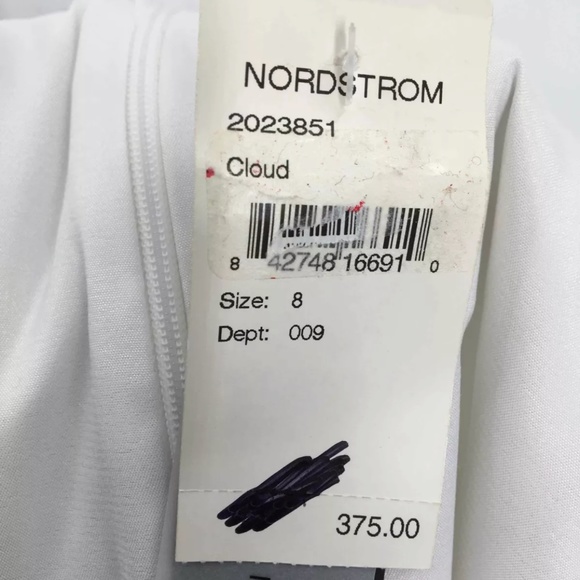 NORDSTROM
2023851
Cloud
8 42748 16691 0
Size: 8
Dept: 009
375.00